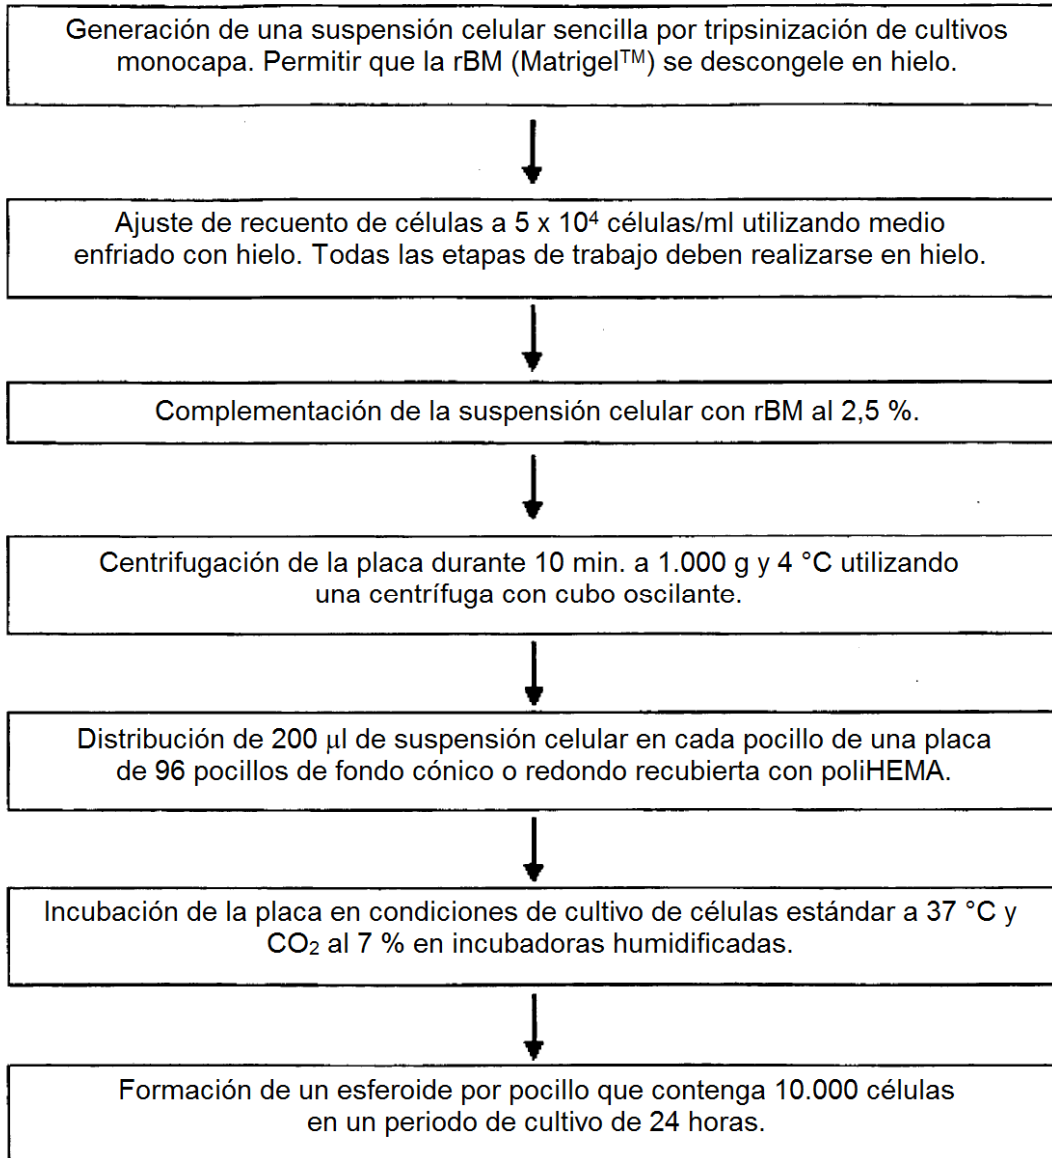 Generación de una suspensión celular sencilla por tripsinización de cultivos
monocapa. Permitir que la rBM (Matrigel™) se descongele en hielo.
Ajuste de recuento de células a 5 x 10⁴ células/ml utilizando medio
enfriado con hielo. Todas las etapas de trabajo deben realizarse en hielo.
Complementación de la suspensión celular con rBM al 2,5 %.
Centrifugación de la placa durante 10 min. a 1.000 g y 4 °C utilizando
una centrífuga con cubo oscilante.
Distribución de 200 μl de suspensión celular en cada pocillo de una placa
de 96 pocillos de fondo cónico o redondo recubierta con poliHEMA.
Incubación de la placa en condiciones de cultivo de células estándar a 37 °C y
CO₂ al 7 % en incubadoras humidificadas.
Formación de un esferoide por pocillo que contenga 10.000 células
en un periodo de cultivo de 24 horas.